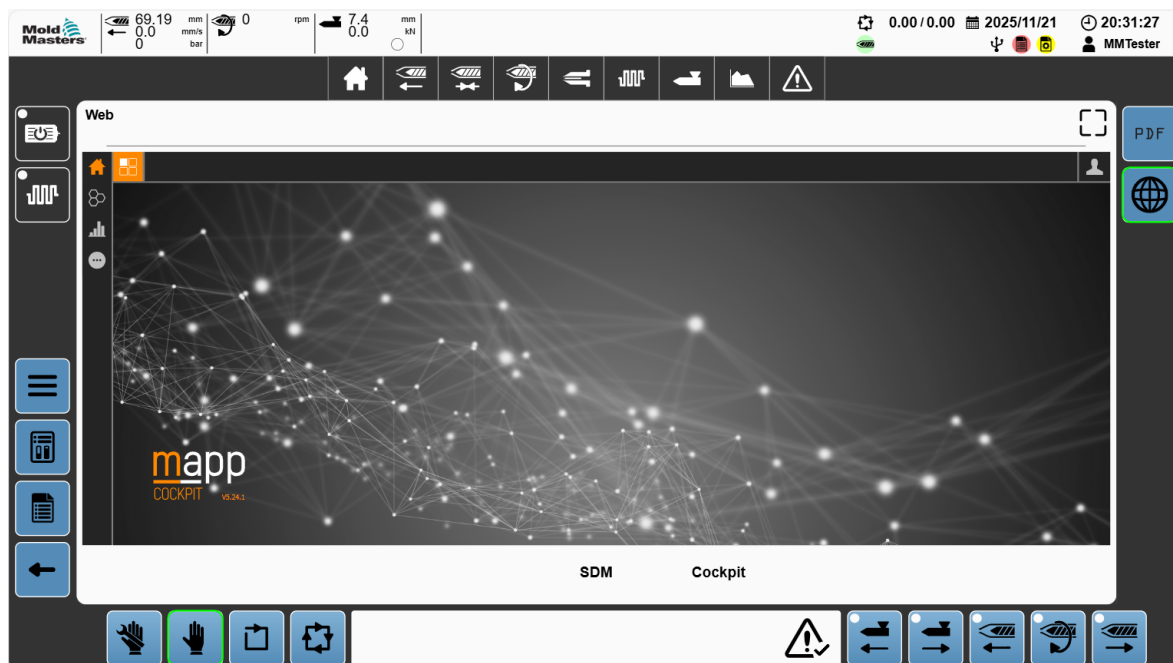 Mold
Masters
69.19 mm
0.0 mm/s
0 bar
0 rpm
7.4 mm
0.0 kN
0.00 / 0.00 2025/11/21 20:31:27
MMTester
Web
PDF
mapp
COCKPIT V5.24.1
SDM Cockpit